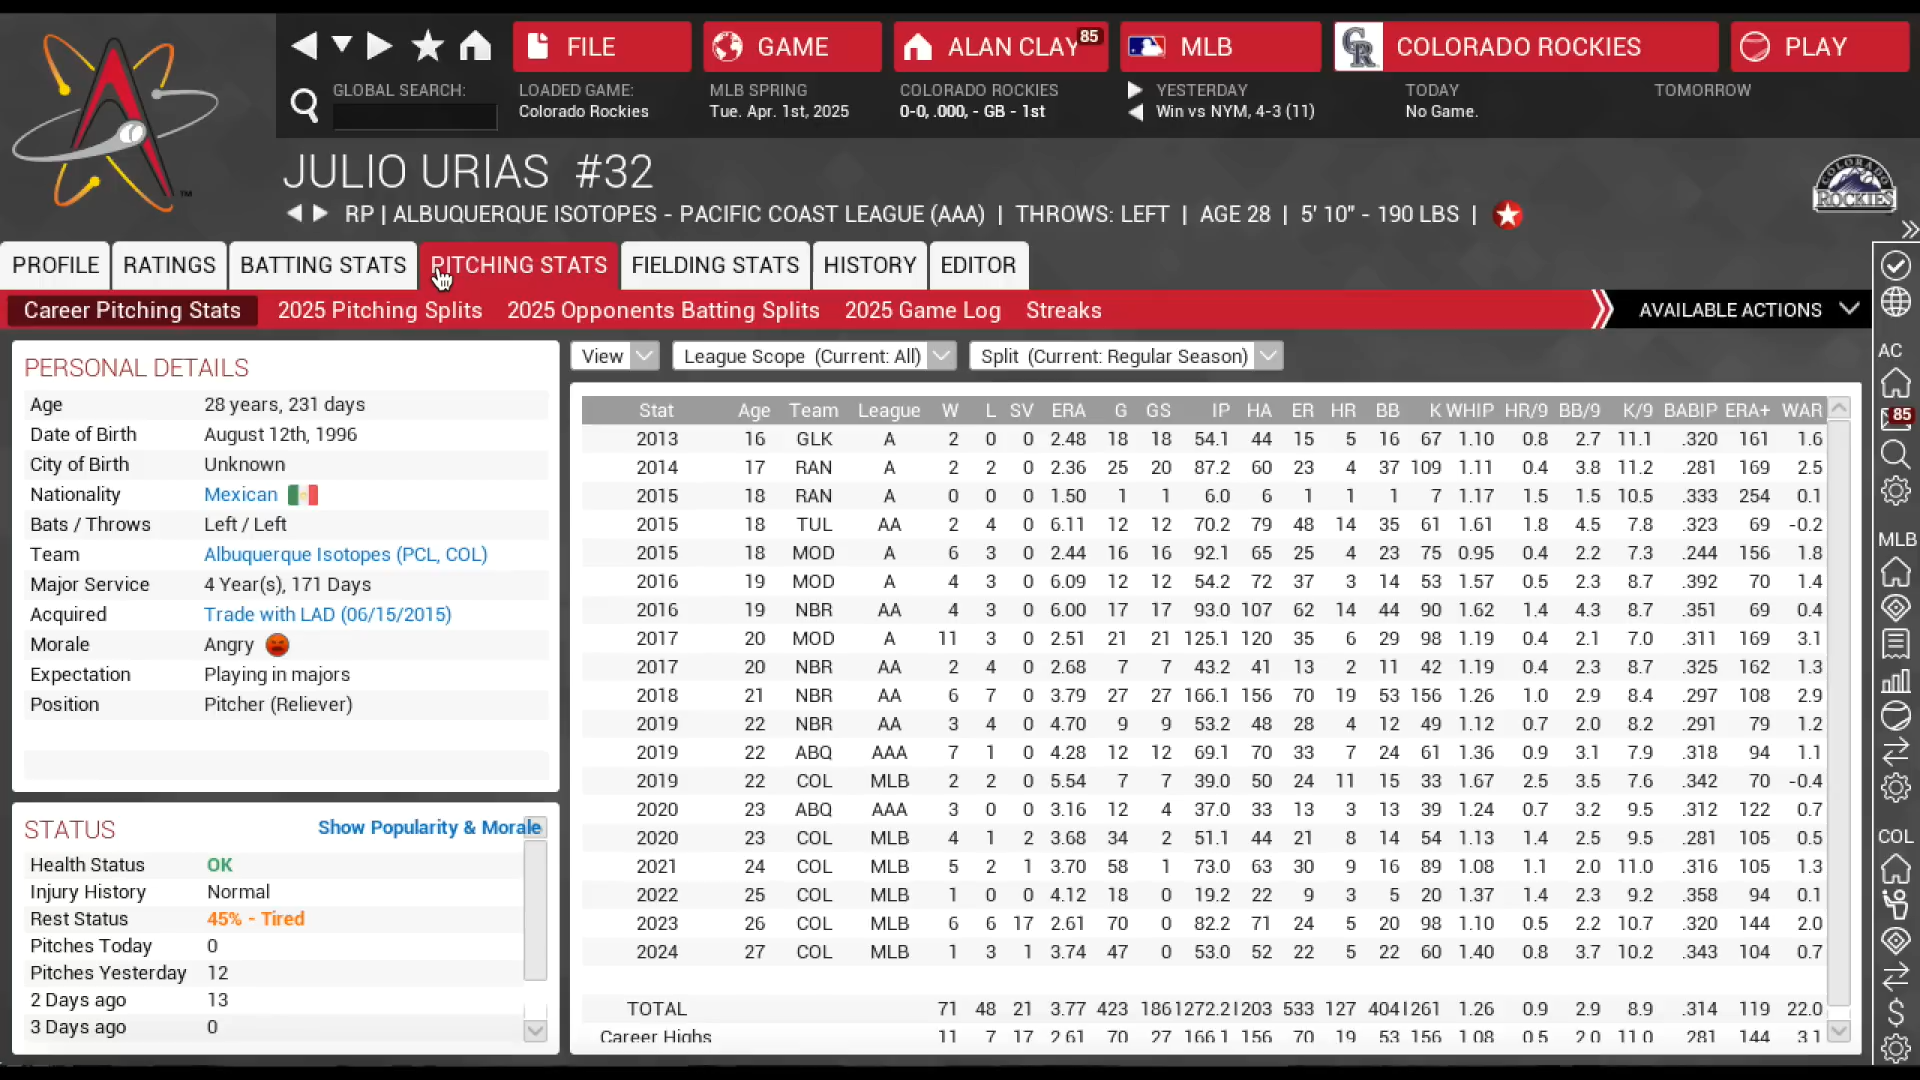 FILE
GAME
ALAN CLAY
85
MLB
COLORADO ROCKIES
PLAY
GLOBAL SEARCH:
LOADED GAME:
Colorado Rockies
MLB SPRING
Tue. Apr. 1st, 2025
COLORADO ROCKIES
0-0, .000, - GB - 1st
YESTERDAY
Win vs NYM, 4-3 (11)
TODAY
No Game.
TOMORROW
JULIO URIAS #32
COLORADO
ROCKIES
RP | ALBUQUERQUE ISOTOPES - PACIFIC COAST LEAGUE (AAA) | THROWS: LEFT | AGE 28 | 5' 10" - 190 LBS |
PROFILE RATINGS BATTING STATS PITCHING STATS FIELDING STATS HISTORY EDITOR
Career Pitching Stats 2025 Pitching Splits 2025 Opponents Batting Splits 2025 Game Log Streaks
AVAILABLE ACTIONS
PERSONAL DETAILS
Age 28 years, 231 days
Date of Birth August 12th, 1996
City of Birth Unknown
Nationality Mexican
Bats / Throws Left / Left
Team Albuquerque Isotopes (PCL, COL)
Major Service 4 Year(s), 171 Days
Acquired Trade with LAD (06/15/2015)
Morale Angry
Expectation Playing in majors
Position Pitcher (Reliever)
STATUS
Show Popularity & Morale
Health Status OK
Injury History Normal
Rest Status 45% - Tired
Pitches Today 0
Pitches Yesterday 12
2 Days ago 13
3 Days ago 0
View League Scope (Current: All) Split (Current: Regular Season)
Stat Age Team League W L SV ERA G GS IP HA ER HR BB K WHIP HR/9 BB/9 K/9 BABIP ERA+ WAR
2013 16 GLK A 2 0 0 2.48 18 18 54.1 44 15 5 16 67 1.10 0.8 2.7 11.1 .320 161 1.6
2014 17 RAN A 2 2 0 2.36 25 20 87.2 60 23 4 37 109 1.11 0.4 3.8 11.2 .281 169 2.5
2015 18 RAN A 0 0 0 1.50 1 1 6.0 6 1 1 1 7 1.17 1.5 1.5 10.5 .333 254 0.1
2015 18 TUL AA 2 4 0 6.11 12 12 70.2 79 48 14 35 61 1.61 1.8 4.5 7.8 .323 69 -0.2
2015 18 MOD A 6 3 0 2.44 16 16 92.1 65 25 4 23 75 0.95 0.4 2.2 7.3 .244 156 1.8
2016 19 MOD A 4 3 0 6.09 12 12 54.2 72 37 3 14 53 1.57 0.5 2.3 8.7 .392 70 1.4
2016 19 NBR AA 4 3 0 6.00 17 17 93.0 107 62 14 44 90 1.62 1.4 4.3 8.7 .351 69 0.4
2017 20 MOD A 11 3 0 2.51 21 21 125.1 120 35 6 29 98 1.19 0.4 2.1 7.0 .311 169 3.1
2017 20 NBR AA 2 4 0 2.68 7 7 43.2 41 13 2 11 42 1.19 0.4 2.3 8.7 .325 162 1.3
2018 21 NBR AA 6 7 0 3.79 27 27 166.1 156 70 19 53 156 1.26 1.0 2.9 8.4 .297 108 2.9
2019 22 NBR AA 3 4 0 4.70 9 9 53.2 48 28 4 12 49 1.12 0.7 2.0 8.2 .291 79 1.2
2019 22 ABQ AAA 7 1 0 4.28 12 12 69.1 70 33 7 24 61 1.36 0.9 3.1 7.9 .318 94 1.1
2019 22 COL MLB 2 2 0 5.54 7 7 39.0 50 24 11 15 33 1.67 2.5 3.5 7.6 .342 70 -0.4
2020 23 ABQ AAA 3 0 0 3.16 12 4 37.0 33 13 3 13 39 1.24 0.7 3.2 9.5 .312 122 0.7
2020 23 COL MLB 4 1 2 3.68 34 2 51.1 44 21 8 14 54 1.13 1.4 2.5 9.5 .281 105 0.5
2021 24 COL MLB 5 2 1 3.70 58 1 73.0 63 30 9 16 89 1.08 1.1 2.0 11.0 .316 105 1.3
2022 25 COL MLB 1 0 0 4.12 18 0 19.2 22 9 3 5 20 1.37 1.4 2.3 9.2 .358 94 0.1
2023 26 COL MLB 6 6 17 2.61 70 0 82.2 71 24 5 20 98 1.10 0.5 2.2 10.7 .320 144 2.0
2024 27 COL MLB 1 3 1 3.74 47 0 53.0 52 22 5 22 60 1.40 0.8 3.7 10.2 .343 104 0.7
TOTAL 71 48 21 3.77 423 186 1272.2 1203 533 127 404 1261 1.26 0.9 2.9 8.9 .314 119 22.0
Career Highs 11 7 17 2.61 70 27 166.1 156 70 19 53 156 1.08 0.5 2.0 11.0 .281 144 3.1
AC
85
MLB
COL